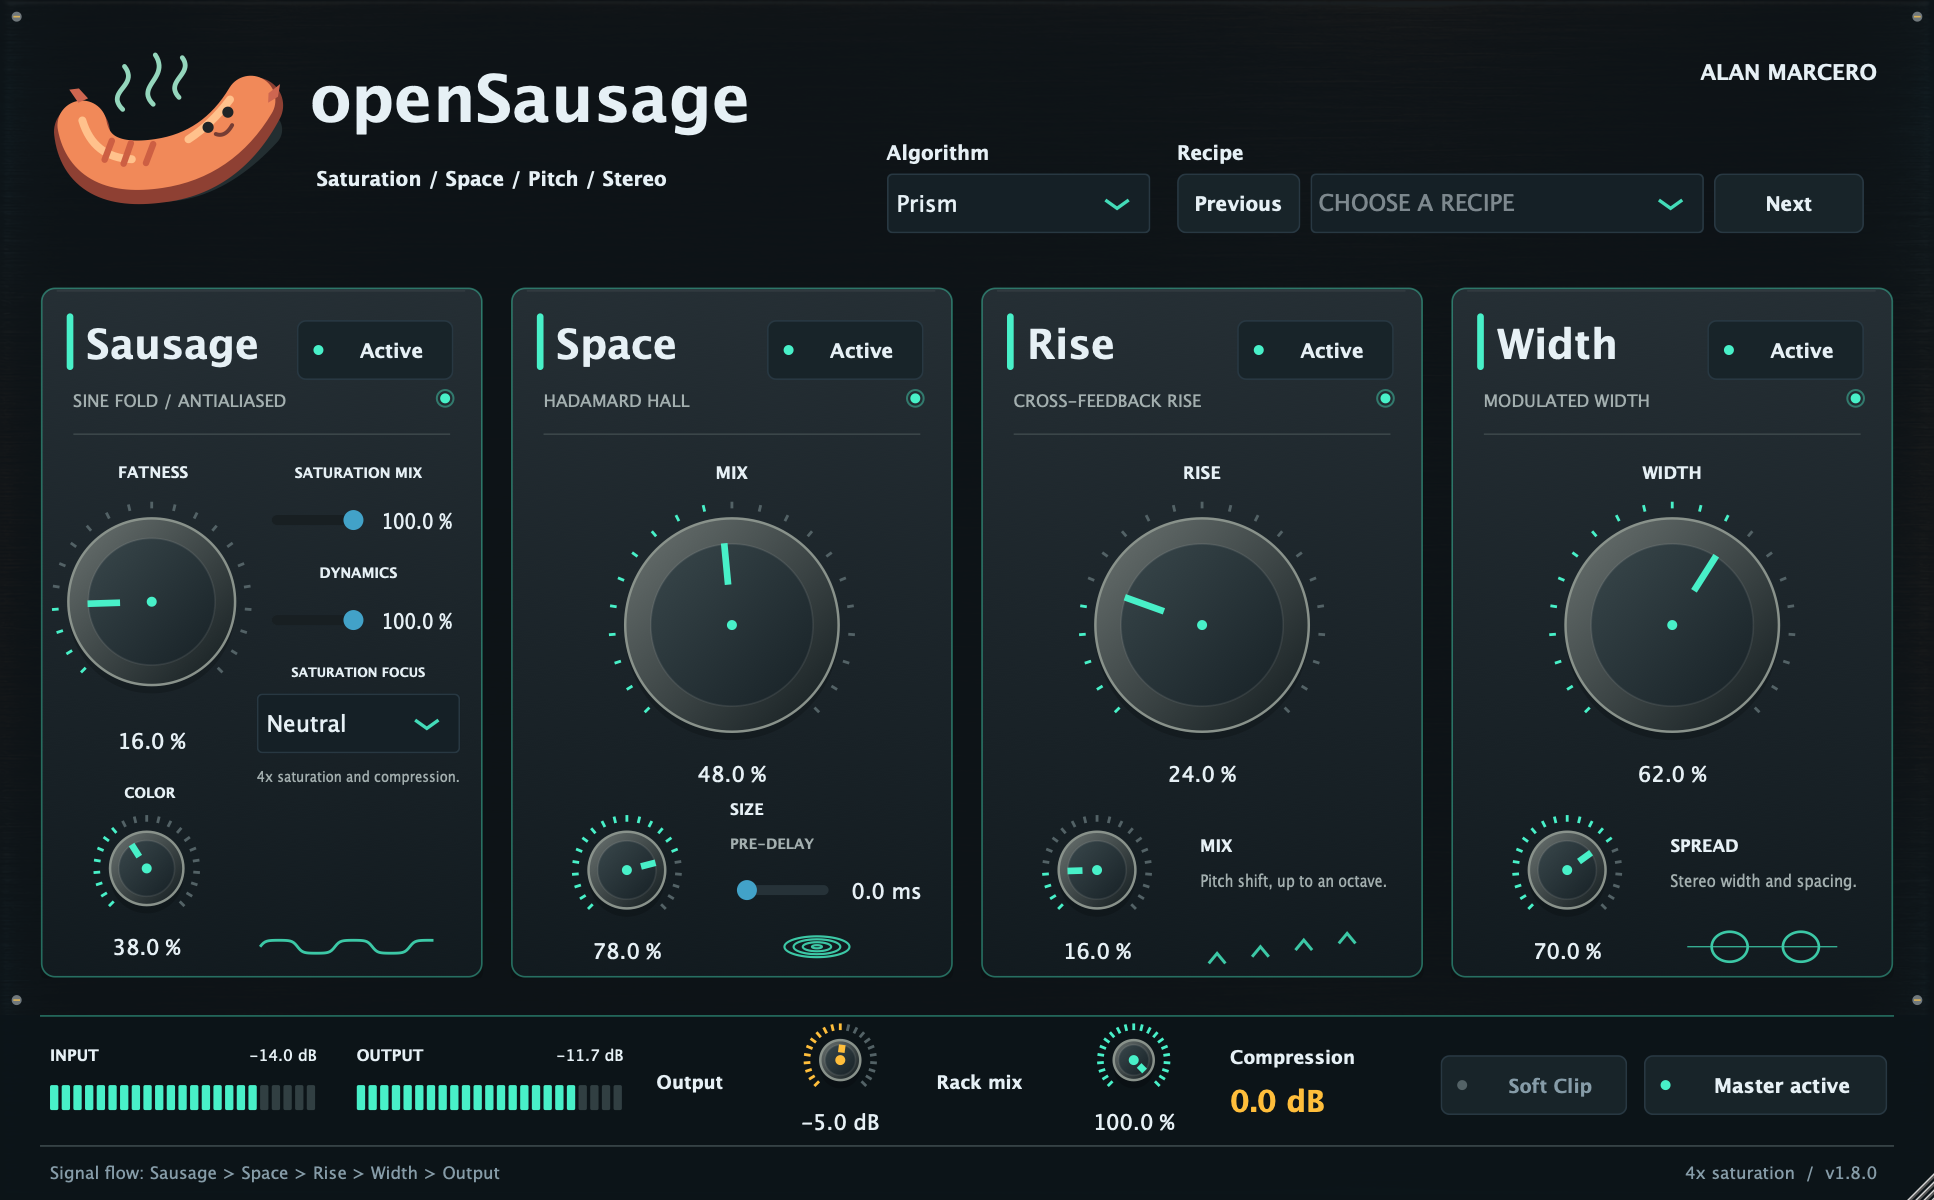 ALAN MARCERO
openSausage
Saturation / Space / Pitch / Stereo
Algorithm
Recipe
Prism
Previous
CHOOSE A RECIPE
Next
Sausage
Active
SINE FOLD / ANTIALIASED
FATNESS
16.0 %
SATURATION MIX
100.0 %
DYNAMICS
100.0 %
SATURATION FOCUS
Neutral
4x saturation and compression.
COLOR
38.0 %
Space
Active
HADAMARD HALL
MIX
48.0 %
SIZE
PRE-DELAY
0.0 ms
78.0 %
Rise
Active
CROSS-FEEDBACK RISE
RISE
24.0 %
MIX
Pitch shift, up to an octave.
16.0 %
Width
Active
MODULATED WIDTH
WIDTH
62.0 %
SPREAD
Stereo width and spacing.
70.0 %
INPUT
-14.0 dB
OUTPUT
-11.7 dB
Output
-5.0 dB
Rack mix
100.0 %
Compression
0.0 dB
Soft Clip
Master active
Signal flow: Sausage > Space > Rise > Width > Output
4x saturation / v1.8.0